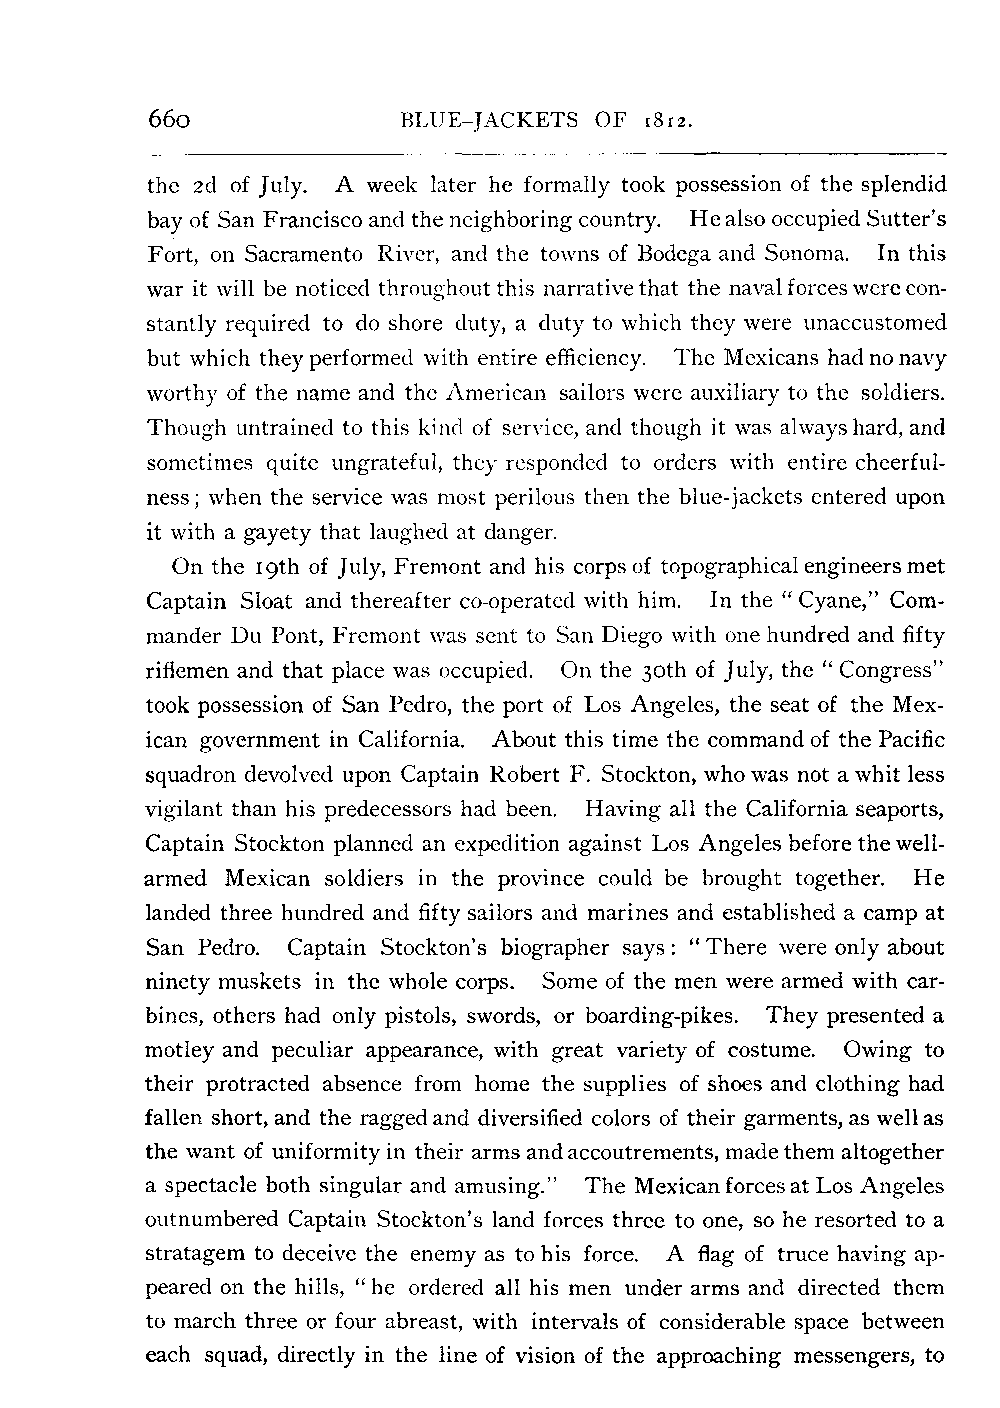 660 BLUE-JACKETS OF 1812.
the 2d of July. A week later he formally took possession of the splendid
bay of San Francisco and the neighboring country. He also occupied Sutter's
Fort, on Sacramento River, and the towns of Bodega and Sonoma. In this
war it will be noticed throughout this narrative that the naval forces were con-
stantly required to do shore duty, a duty to which they were unaccustomed
but which they performed with entire efficiency. The Mexicans had no navy
worthy of the name and the American sailors were auxiliary to the soldiers.
Though untrained to this kind of service, and though it was always hard, and
sometimes quite ungrateful, they responded to orders with entire cheerful-
ness; when the service was most perilous then the blue-jackets entered upon
it with a gayety that laughed at danger.
On the 19th of July, Fremont and his corps of topographical engineers met
Captain Sloat and thereafter co-operated with him. In the "Cyane," Com-
mander Du Pont, Fremont was sent to San Diego with one hundred and fifty
riflemen and that place was occupied. On the 30th of July, the "Congress"
took possession of San Pedro, the port of Los Angeles, the seat of the Mex-
ican government in California. About this time the command of the Pacific
squadron devolved upon Captain Robert F. Stockton, who was not a whit less
vigilant than his predecessors had been. Having all the California seaports,
Captain Stockton planned an expedition against Los Angeles before the well-
armed Mexican soldiers in the province could be brought together. He
landed three hundred and fifty sailors and marines and established a camp at
San Pedro. Captain Stockton's biographer says: "There were only about
ninety muskets in the whole corps. Some of the men were armed with car-
bines, others had only pistols, swords, or boarding-pikes. They presented a
motley and peculiar appearance, with great variety of costume. Owing to
their protracted absence from home the supplies of shoes and clothing had
fallen short, and the ragged and diversified colors of their garments, as well as
the want of uniformity in their arms and accoutrements, made them altogether
a spectacle both singular and amusing." The Mexican forces at Los Angeles
outnumbered Captain Stockton's land forces three to one, so he resorted to a
stratagem to deceive the enemy as to his force. A flag of truce having ap-
peared on the hills, "he ordered all his men under arms and directed them
to march three or four abreast, with intervals of considerable space between
each squad, directly in the line of vision of the approaching messengers, to